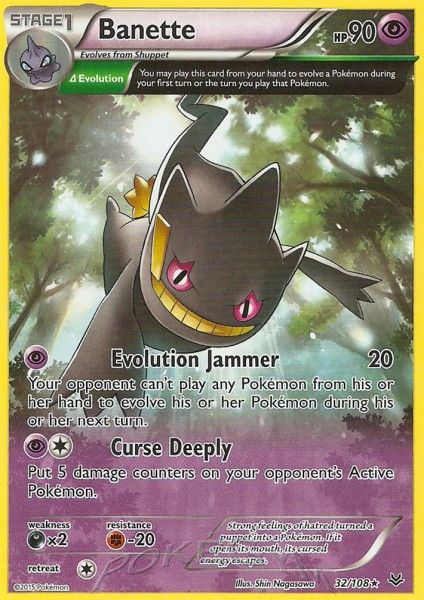 STAGE1
Banette
HP90
Evolves from Shuppet
Δ Evolution
You may play this card from your hand to evolve a Pokémon during
your first turn or the turn you play that Pokémon.
Evolution Jammer 20
Your opponent can't play any Pokémon from his or
her hand to evolve his or her Pokémon during his
or her next turn.
Curse Deeply
Put 5 damage counters on your opponent's Active
Pokémon.
weakness
×2
resistance
-20
retreat
Strong feelings of hatred turned a
puppet into a Pokémon. If it
opens its mouth, its cursed
energy escapes.
©2015 Pokémon
Illus. Shin Nagasawa
32/108★